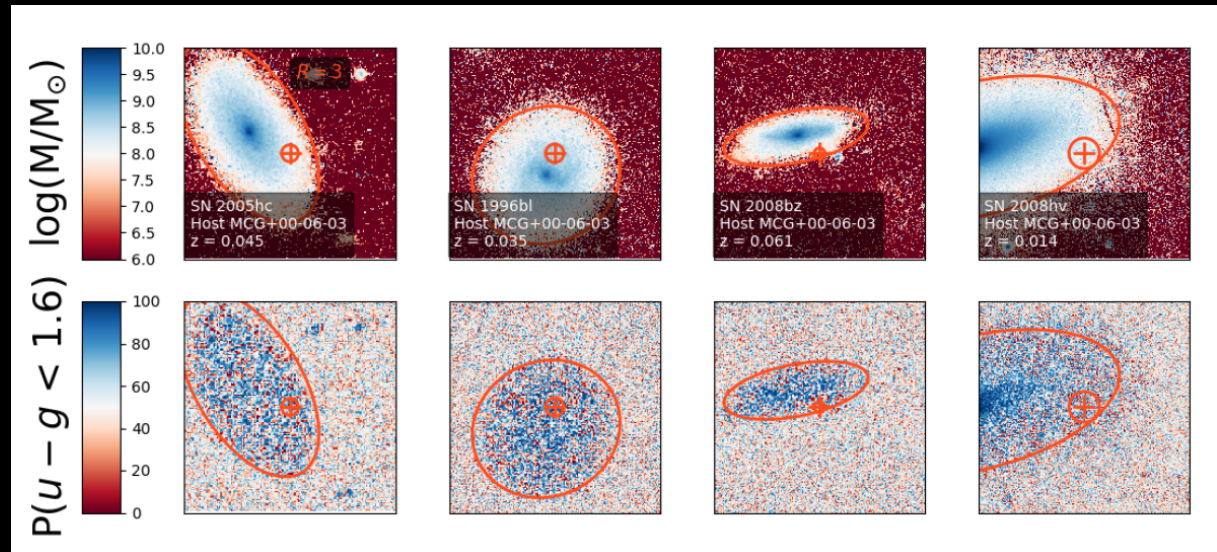 log(M/M⊙)
10.0
9.5
9.0
8.5
8.0
7.5
7.0
6.5
6.0
R = 3
SN 2005hc
Host MCG+00-06-03
z = 0.045
SN 1996bl
Host MCG+00-06-03
z = 0.035
SN 2008bz
Host MCG+00-06-03
z = 0.061
SN 2008hv
Host MCG+00-06-03
z = 0.014
P(u − g < 1.6)
100
80
60
40
20
0